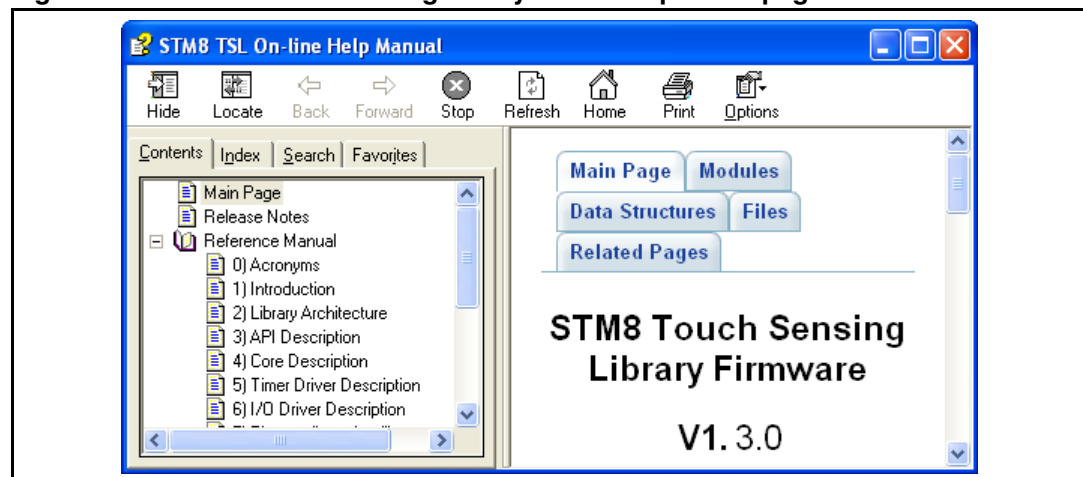 STM8 TSL On-line Help Manual
Hide Locate Back Forward Stop Refresh Home Print Options
Contents Index Search Favorites
Main Page
Release Notes
Reference Manual
0) Acronyms
1) Introduction
2) Library Architecture
3) API Description
4) Core Description
5) Timer Driver Description
6) I/O Driver Description
Main Page Modules
Data Structures Files
Related Pages
STM8 Touch Sensing
Library Firmware
V1.3.0